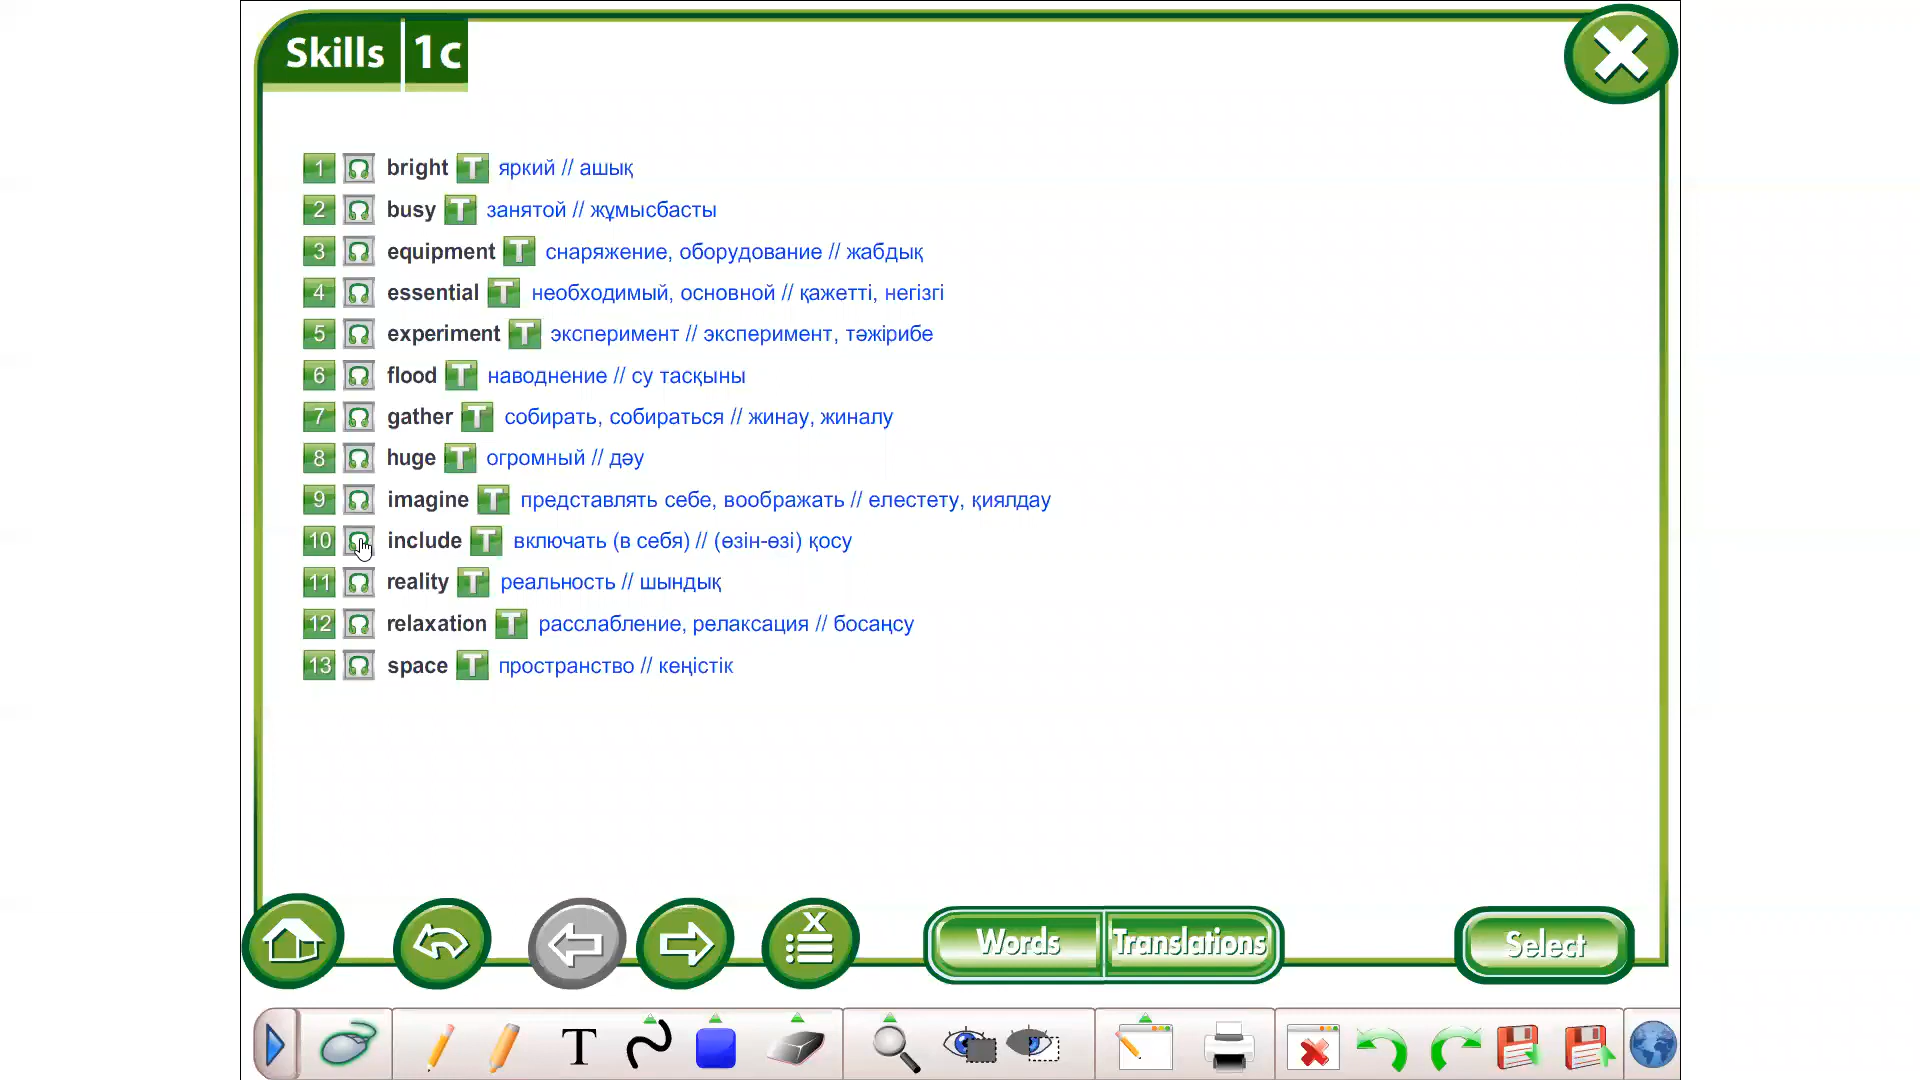 Skills 1c
1 bright T яркий // ашық
2 busy T занятой // жұмысбасты
3 equipment T снаряжение, оборудование // жабдық
4 essential T необходимый, основной // қажетті, негізгі
5 experiment T эксперимент // эксперимент, тәжірибе
6 flood T наводнение // су тасқыны
7 gather T собирать, собираться // жинау, жиналу
8 huge T огромный // дәу
9 imagine T представлять себе, воображать // елестету, қиялдау
10 include T включать (в себя) // (өзін-өзі) қосу
11 reality T реальность // шындық
12 relaxation T расслабление, релаксация // босаңсу
13 space T пространство // кеңістік
X
Words Translations Select
T